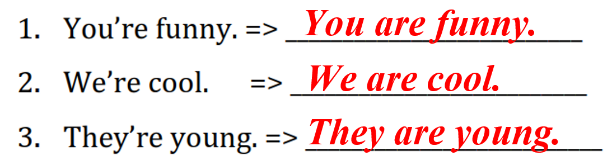 1. You're funny. => You are funny.
2. We're cool. => We are cool.
3. They're young. => They are young.